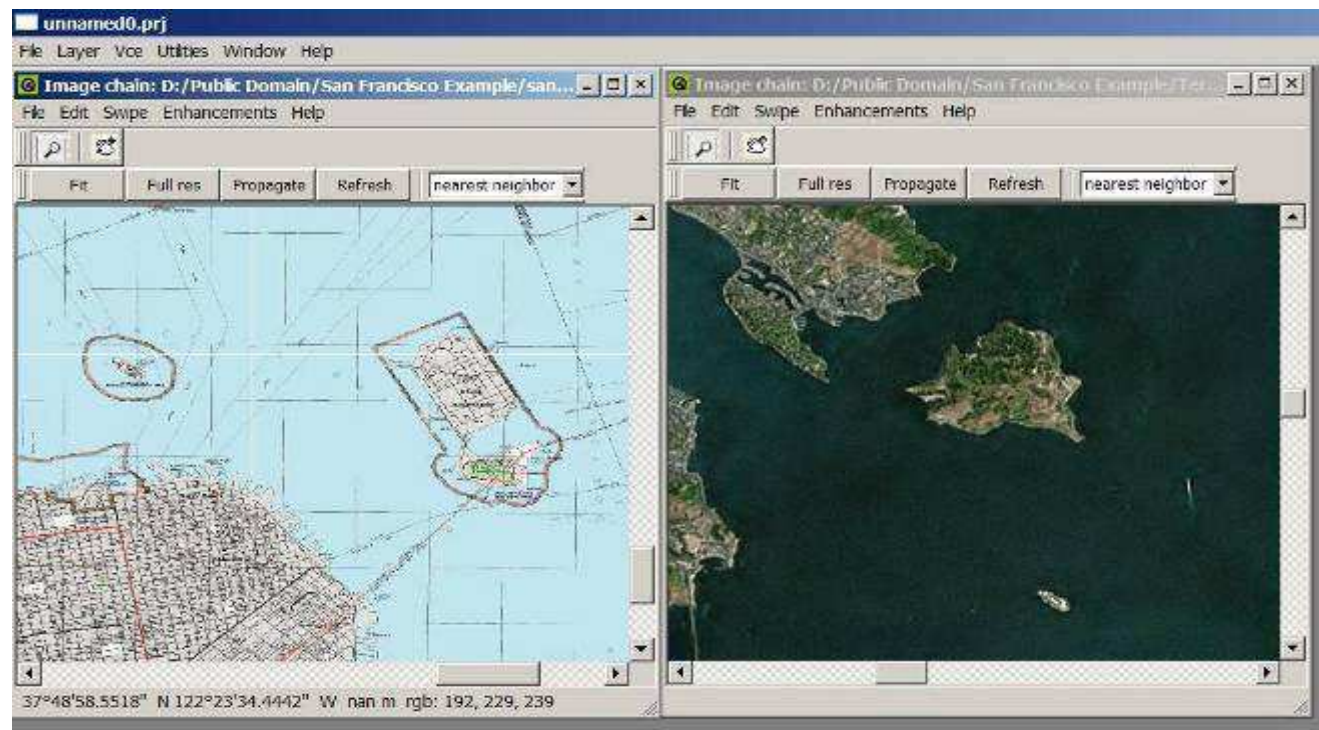 unnamed0.prj
File Layer Vce Utilities Window Help
Image chain: D:/Public Domain/San Francisco Example/san...
File Edit Swipe Enhancements Help
Fit Full res Propagate Refresh nearest neighbor
37°48'58.5518" N 122°23'34.4442" W nan m rgb: 192, 229, 239
Image chain: D:/Public Domain/San Francisco Example/Ter...
File Edit Swipe Enhancements Help
Fit Full res Propagate Refresh nearest neighbor